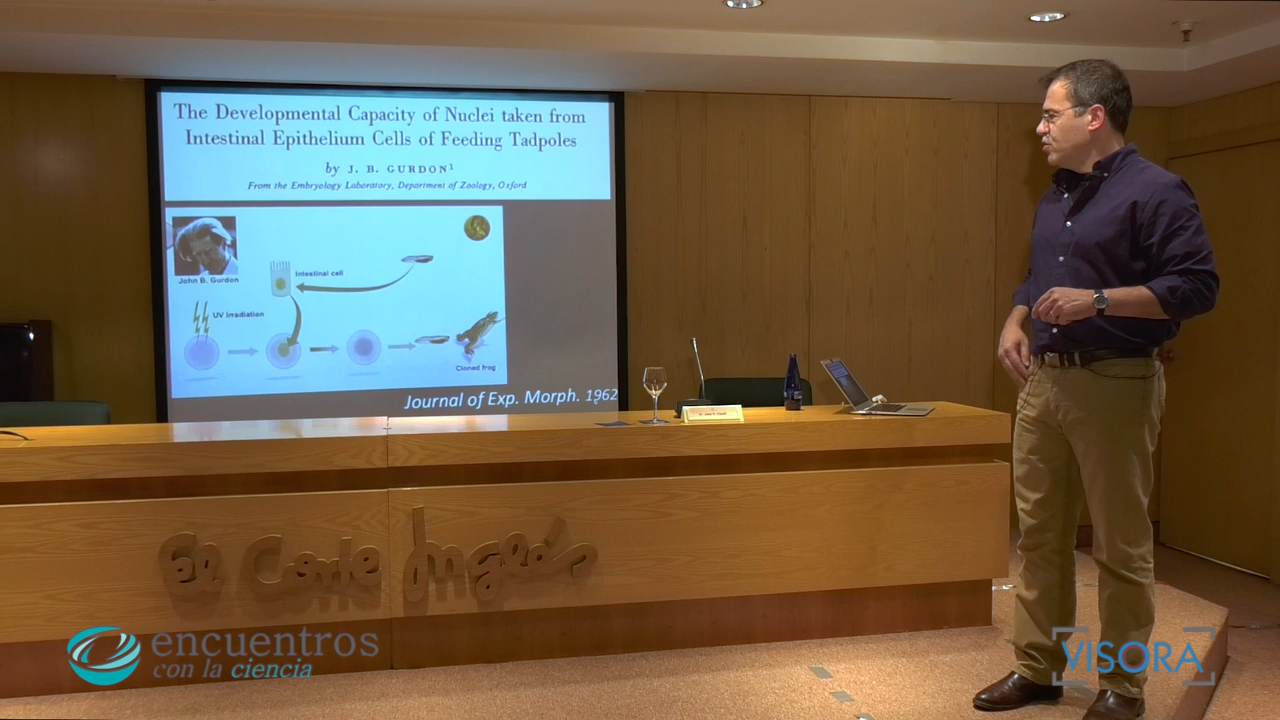 The Developmental Capacity of Nuclei taken from
Intestinal Epithelium Cells of Feeding Tadpoles
by J. B. GURDON¹
From the Embryology Laboratory, Department of Zoology, Oxford
John B. Gurdon
Intestinal cell
UV irradiation
Cloned frog
Journal of Exp. Morph. 1962
El Corte Inglés
encuentros
con la ciencia
VISORA